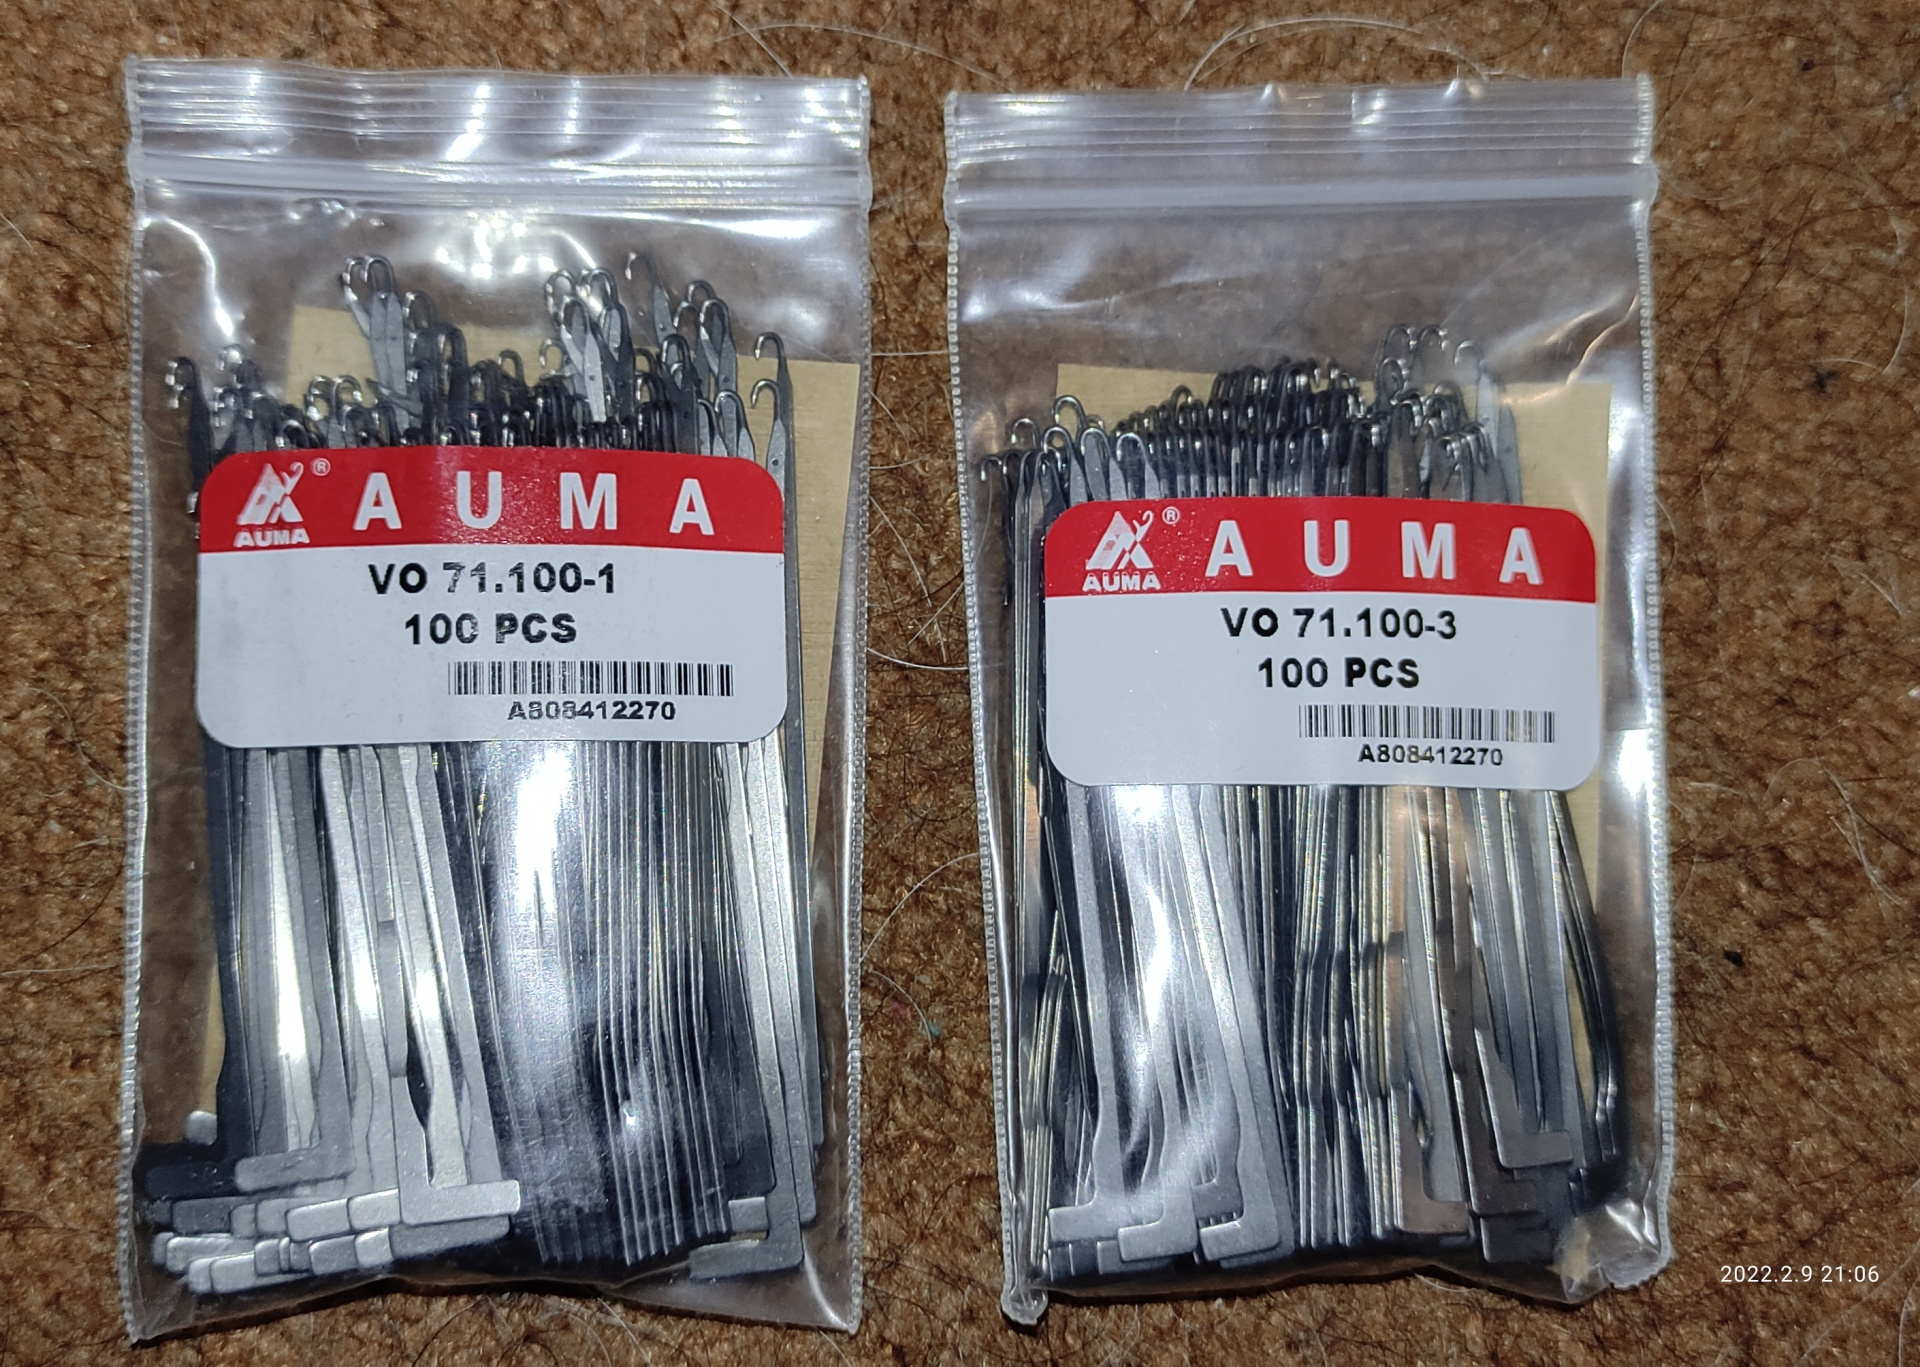 ® A U M A
AUMA
VO 71.100-1
100 PCS
A808412270
® A U M A
AUMA
VO 71.100-3
100 PCS
A808412270
2022.2.9 21:06